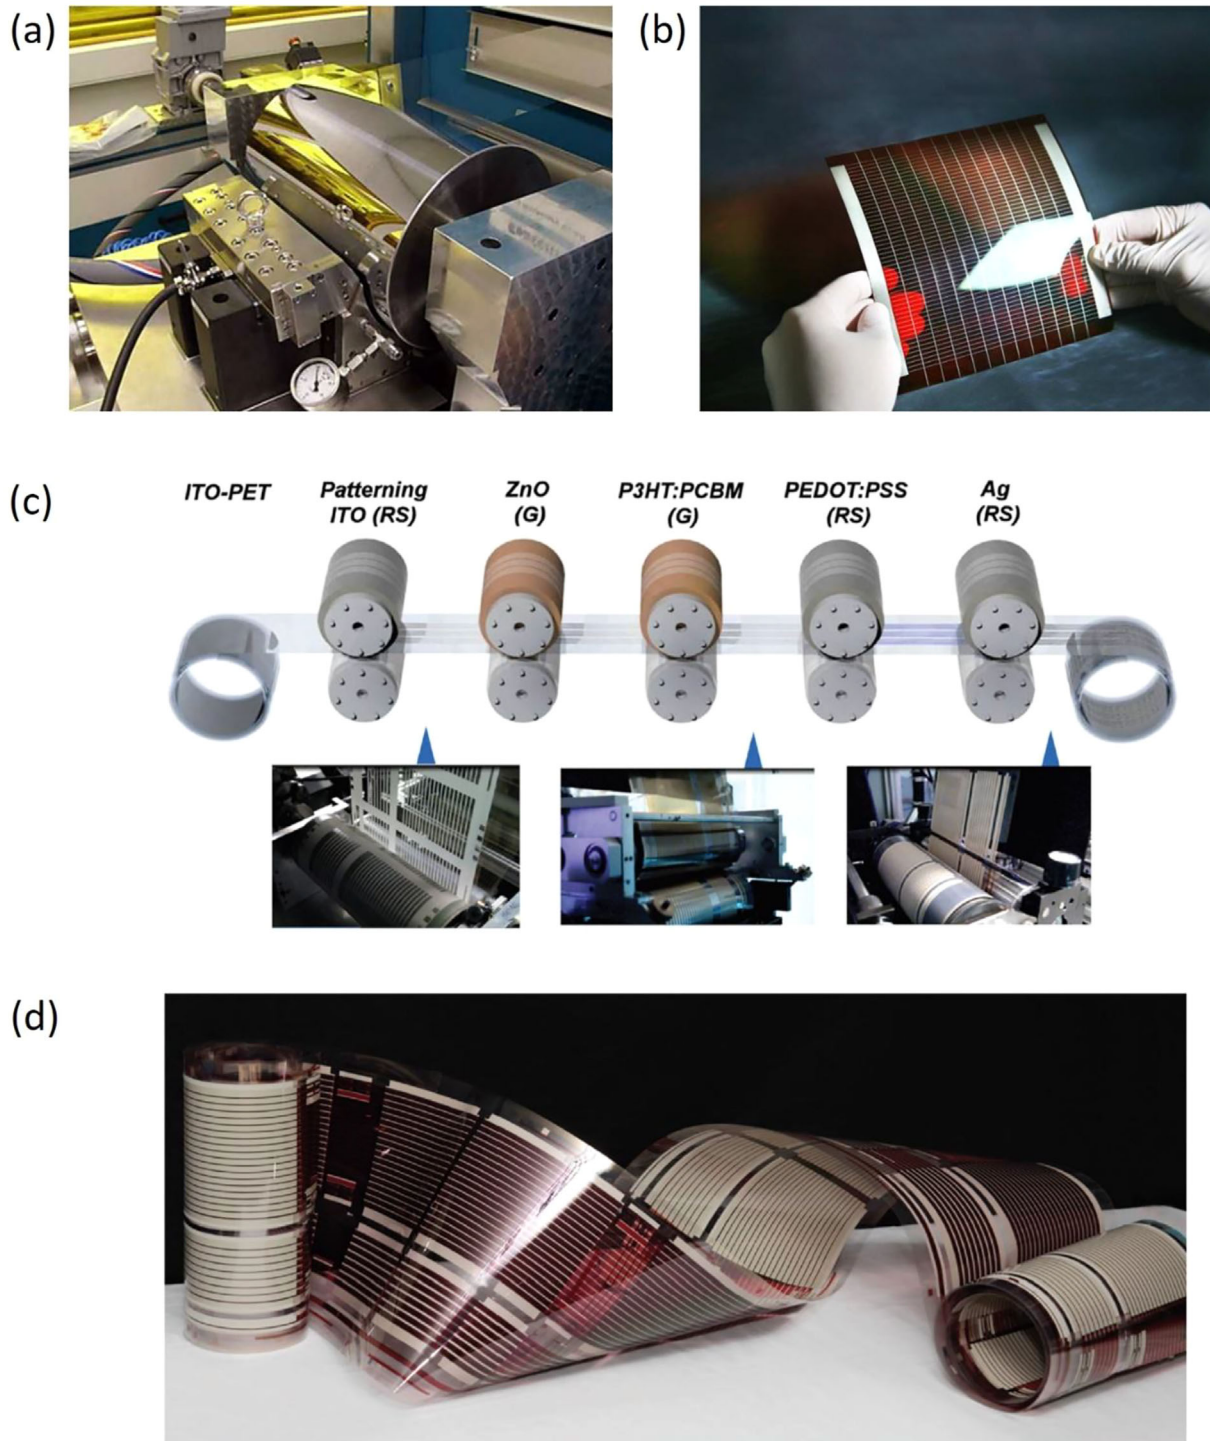 (a)
(b)
(c)
ITO-PET
Patterning
ITO (RS)
ZnO
(G)
P3HT:PCBM
(G)
PEDOT:PSS
(RS)
Ag
(RS)
(d)